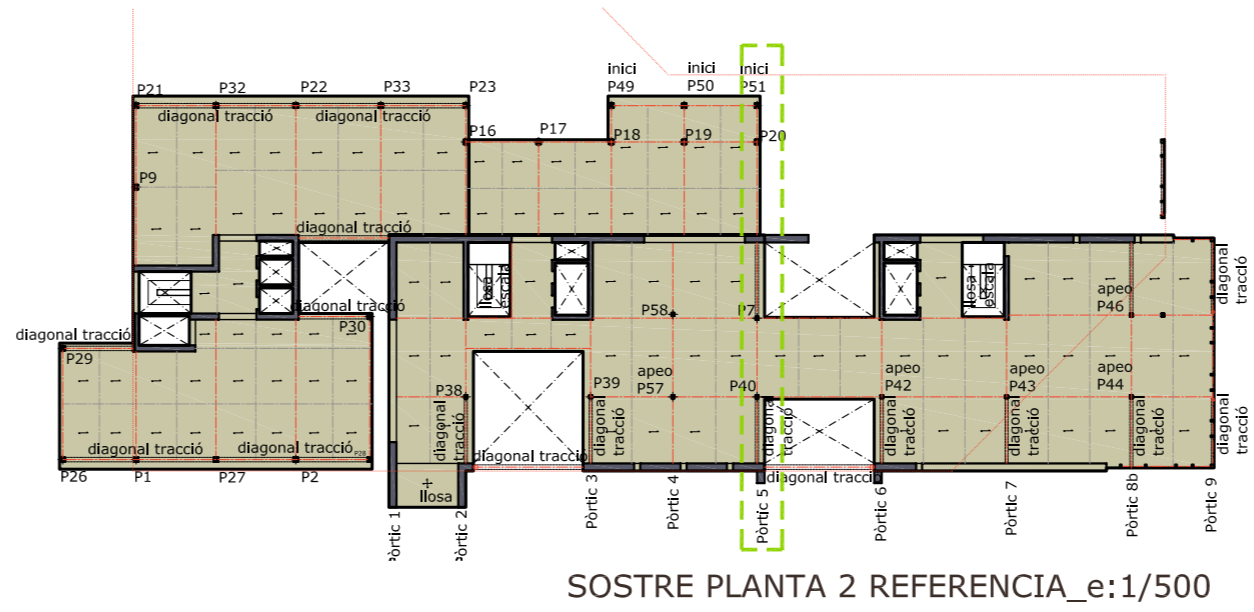 inici
inici
inici
P21
P32
P22
P33
P23
P49
P50
P51
diagonal tracció
diagonal tracció
P16
P17
P18
P19
P20
P9
diagonal tracció
llosa
escala
llosa
escala
diagonal
tracció
diagonal tracció
apeo
P46
P58
P7
P30
diagonal tracció
P29
apeo
P57
P38
P39
P40
apeo
P42
apeo
P43
apeo
P44
diagonal
tracció
diagonal
tracció
diagonal
tracció
diagonal
tracció
diagonal
tracció
diagonal
tracció
diagonal
tracció
diagonal tracció
diagonal tracció
P28
diagonal tracció
diagonal tracció
P26
P1
P27
P2
llosa
Pòrtic 1
Pòrtic 2
Pòrtic 3
Pòrtic 4
Pòrtic 5
Pòrtic 6
Pòrtic 7
Pòrtic 8b
Pòrtic 9
SOSTRE PLANTA 2 REFERENCIA_e:1/500